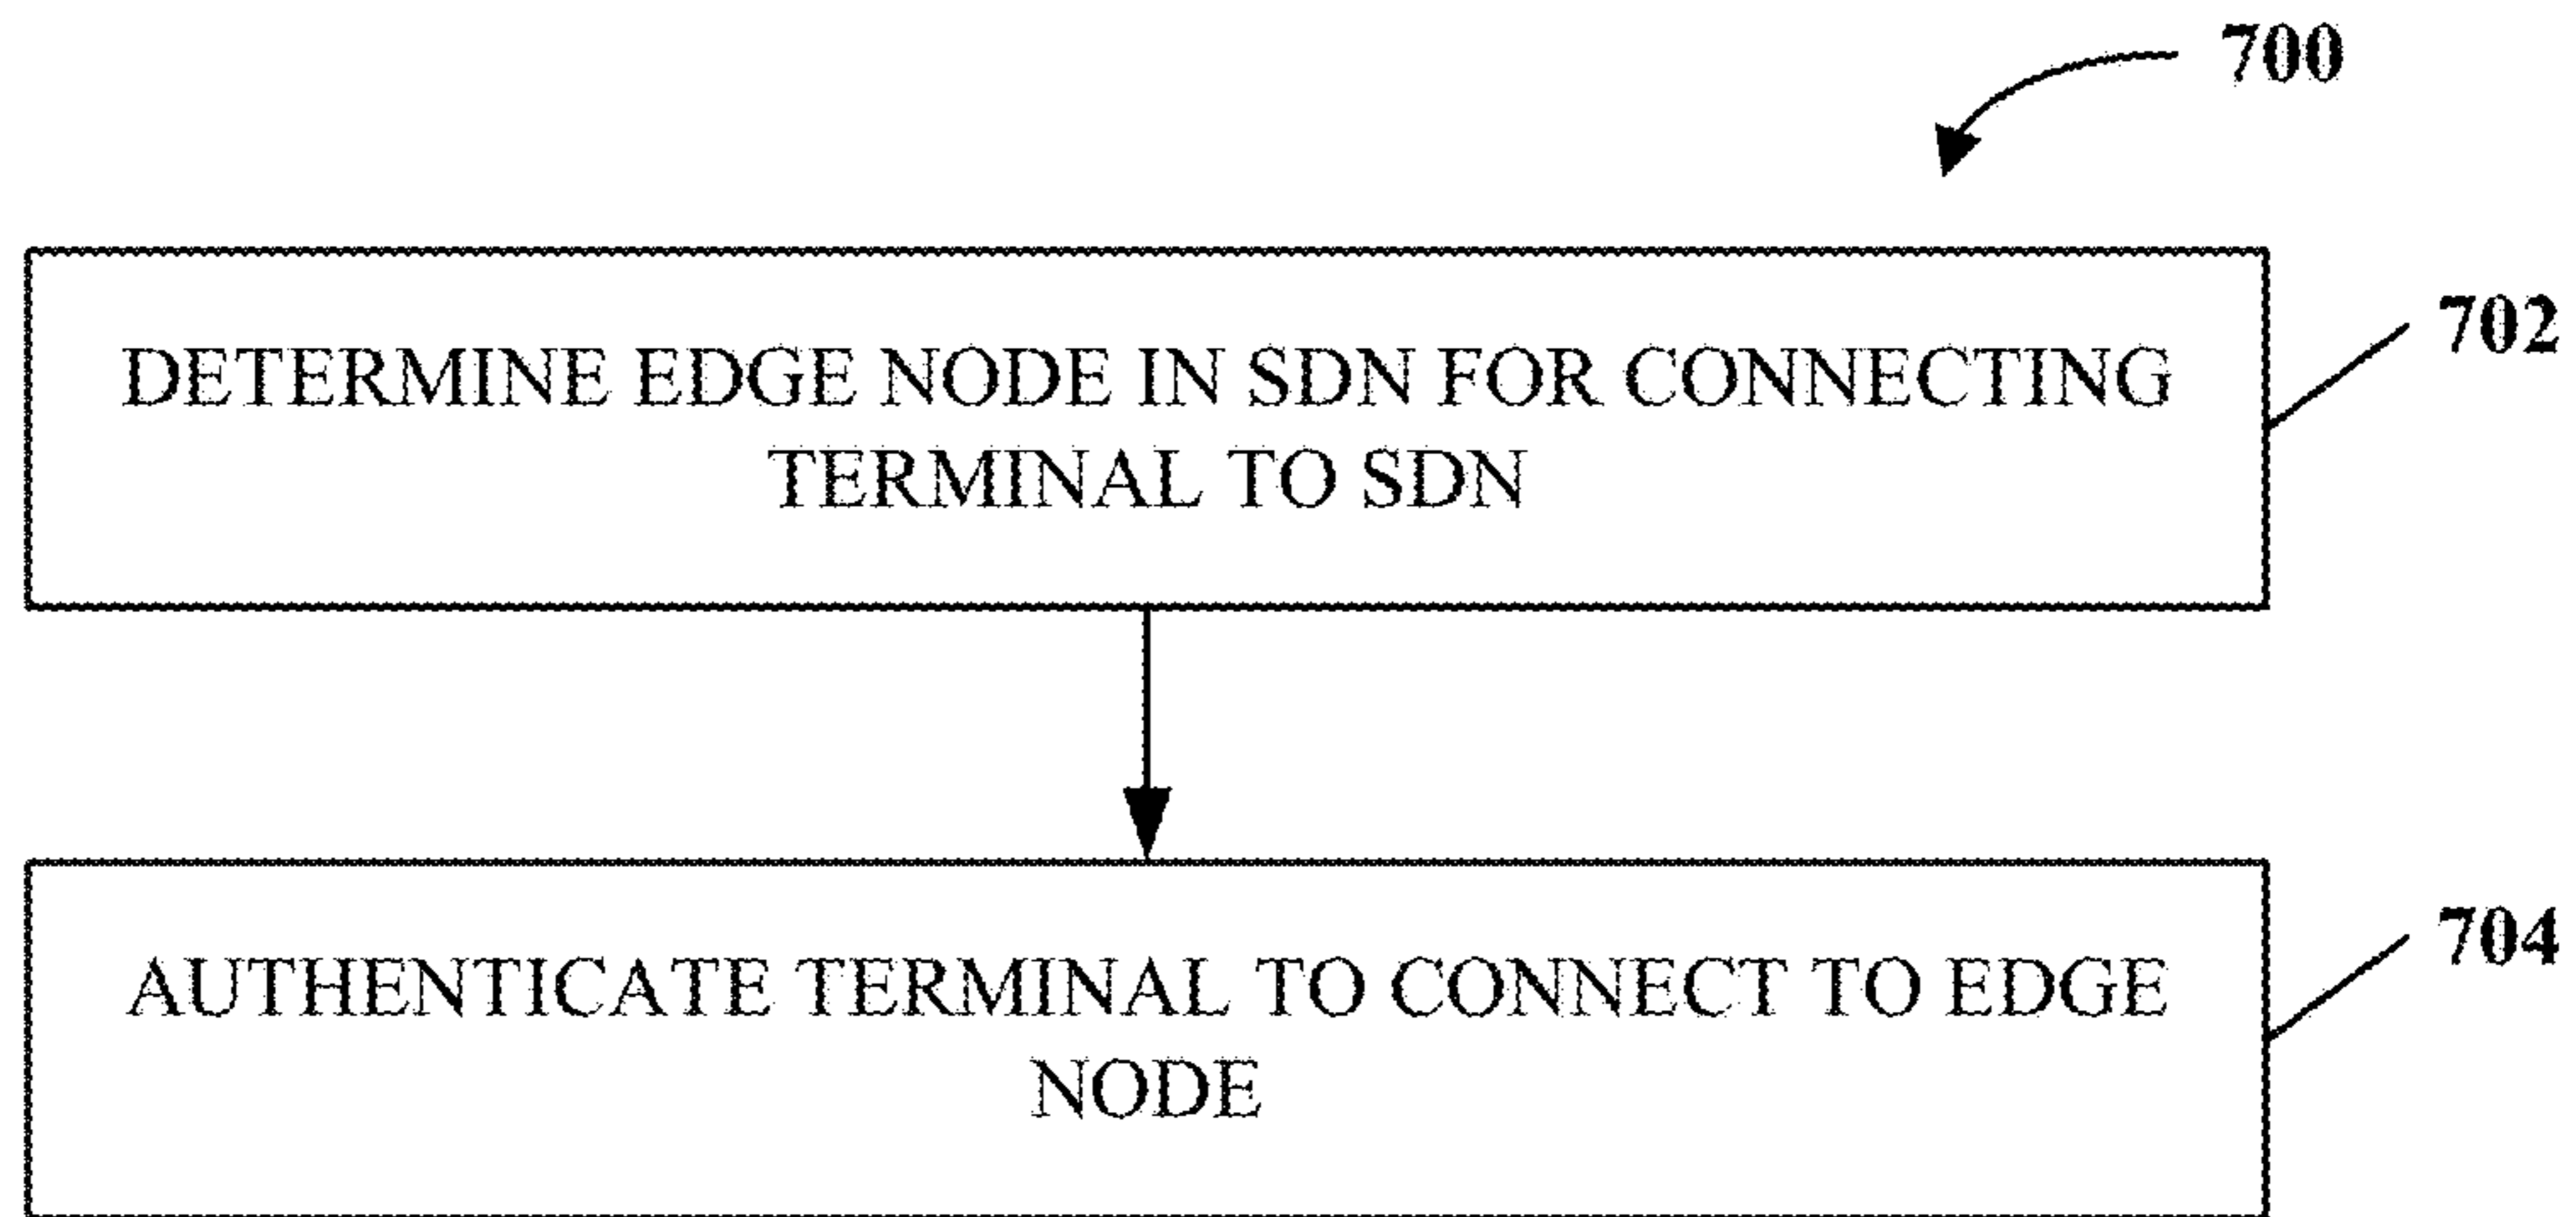 700
DETERMINE EDGE NODE IN SDN FOR CONNECTING
TERMINAL TO SDN
702
AUTHENTICATE TERMINAL TO CONNECT TO EDGE
NODE
704